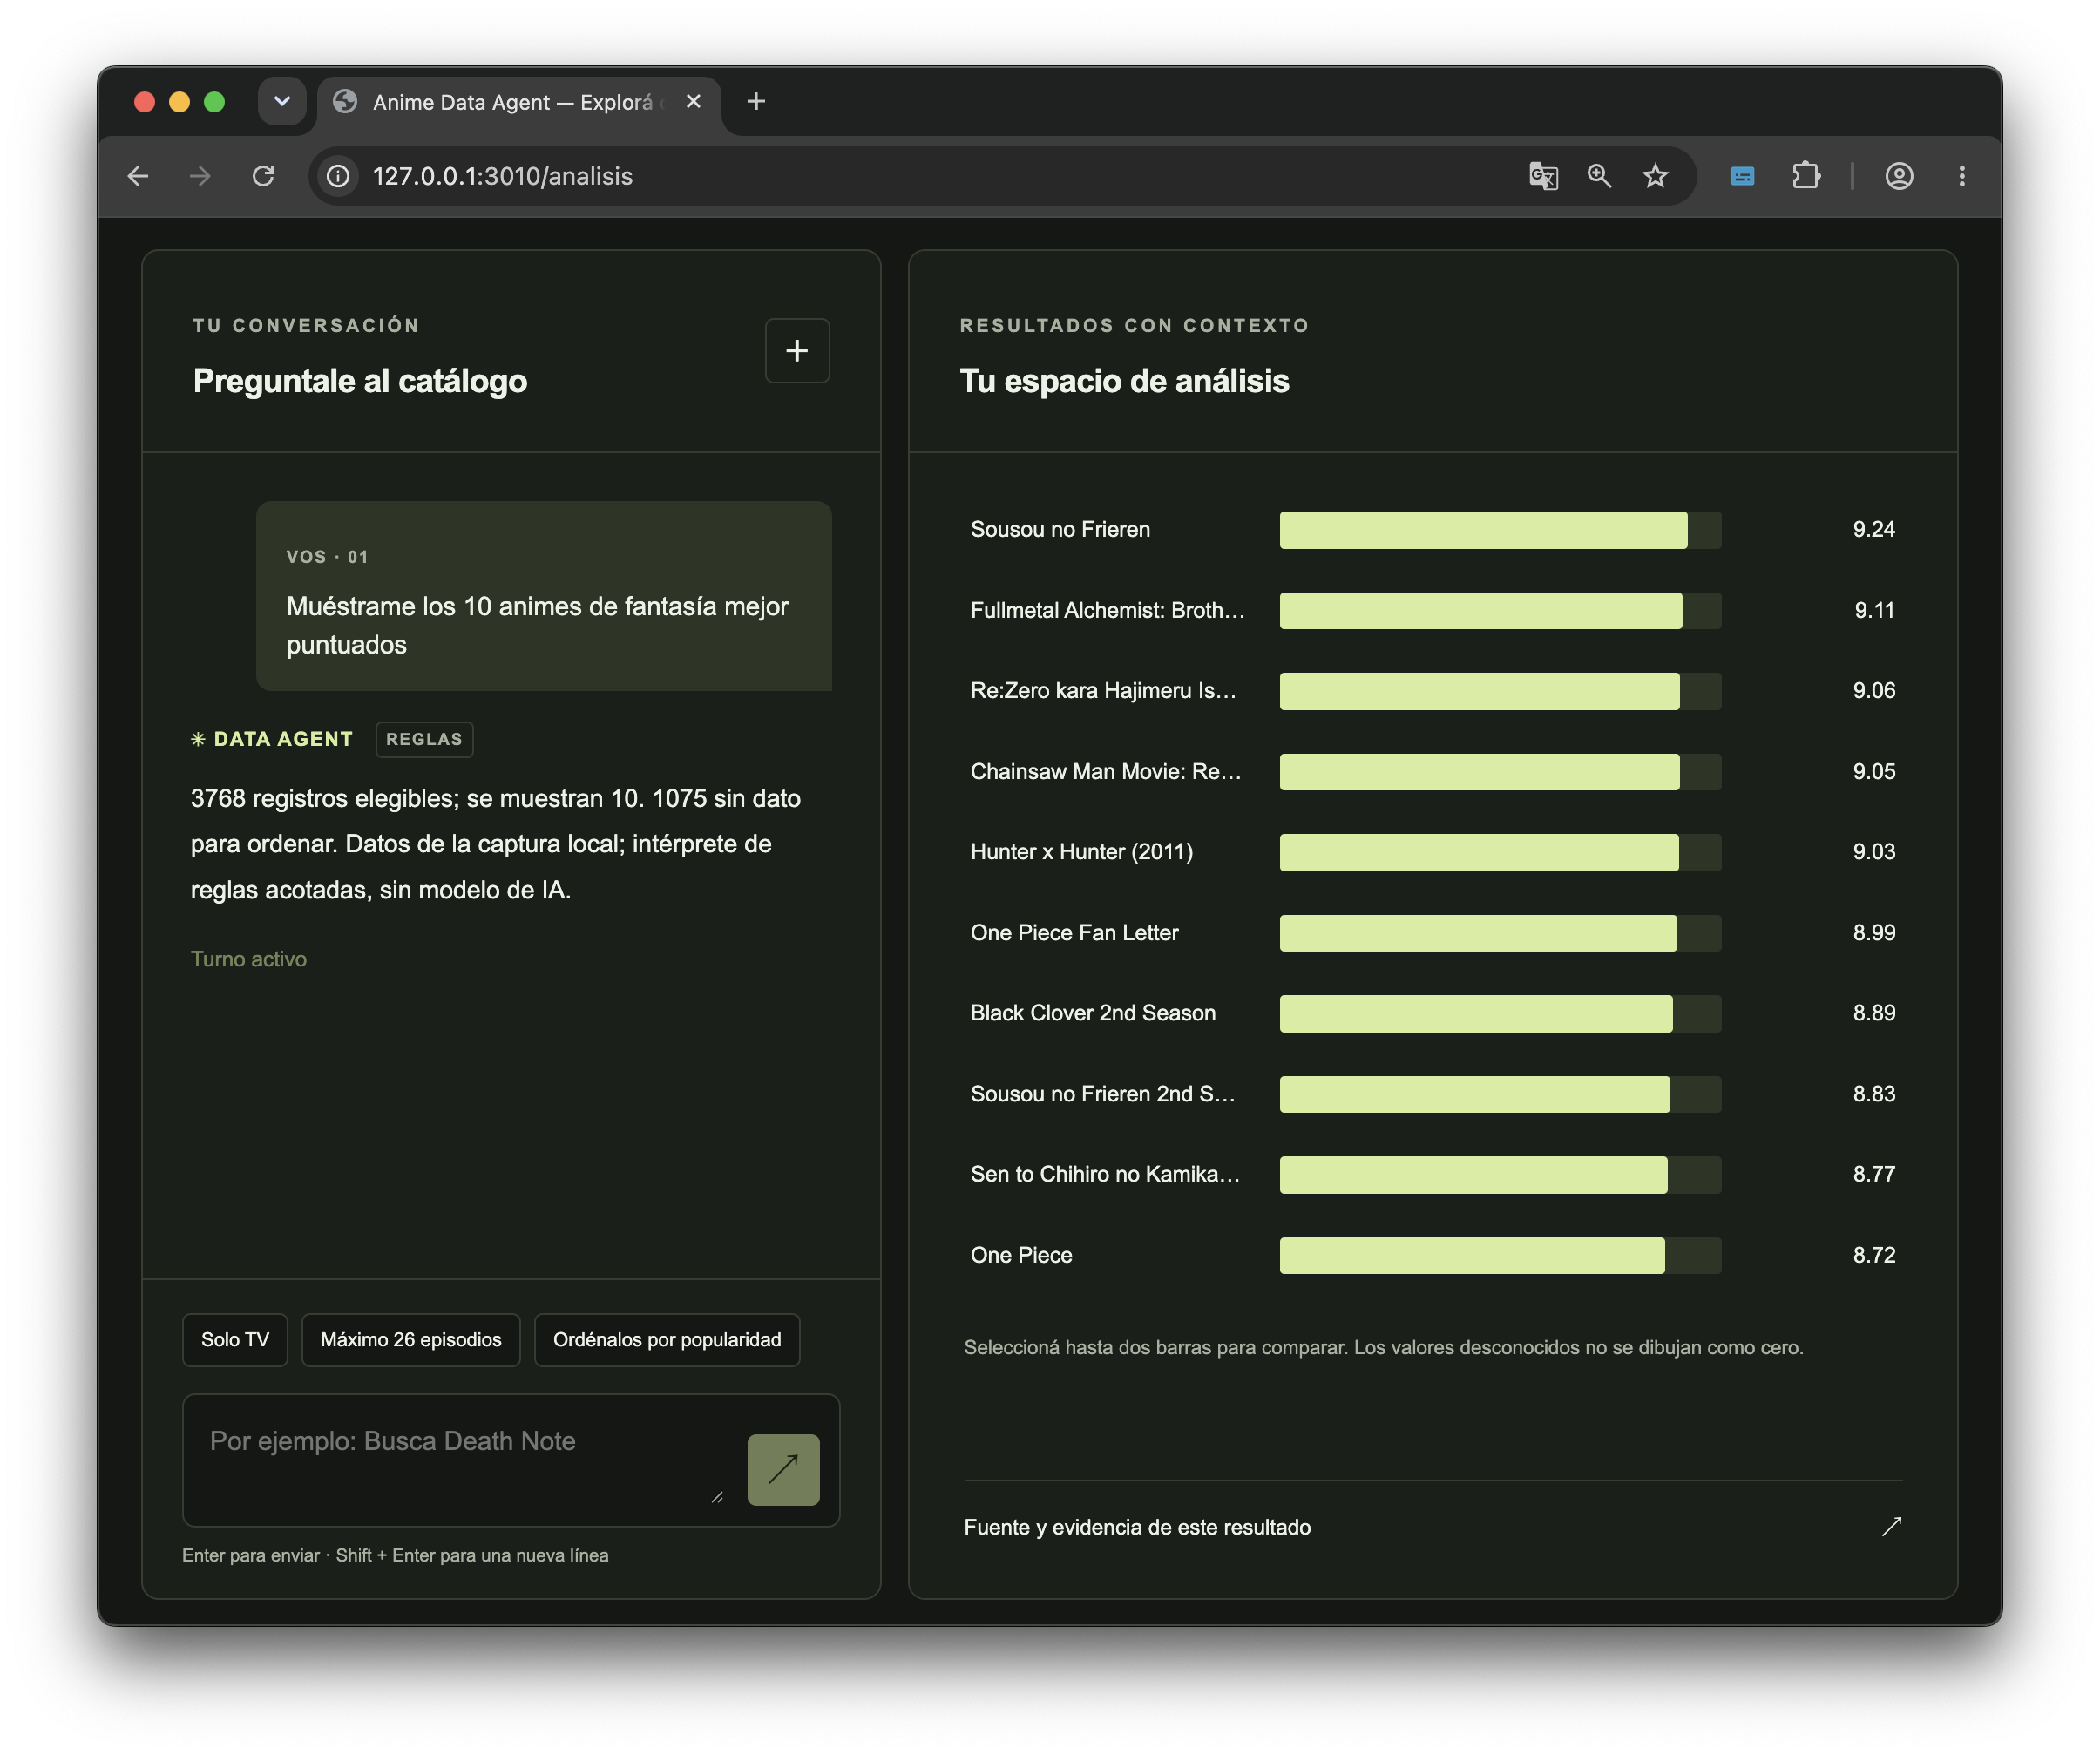 Anime Data Agent — Explorá
127.0.0.1:3010/analisis
TU CONVERSACIÓN
Preguntale al catálogo
VOS · 01
Muéstrame los 10 animes de fantasía mejor
puntuados
DATA AGENT REGLAS
3768 registros elegibles; se muestran 10. 1075 sin dato
para ordenar. Datos de la captura local; intérprete de
reglas acotadas, sin modelo de IA.
Turno activo
Solo TV Máximo 26 episodios Ordénalos por popularidad
Por ejemplo: Busca Death Note
Enter para enviar · Shift + Enter para una nueva línea
RESULTADOS CON CONTEXTO
Tu espacio de análisis
Sousou no Frieren 9.24
Fullmetal Alchemist: Broth… 9.11
Re:Zero kara Hajimeru Is… 9.06
Chainsaw Man Movie: Re… 9.05
Hunter x Hunter (2011) 9.03
One Piece Fan Letter 8.99
Black Clover 2nd Season 8.89
Sousou no Frieren 2nd S… 8.83
Sen to Chihiro no Kamika… 8.77
One Piece 8.72
Seleccioná hasta dos barras para comparar. Los valores desconocidos no se dibujan como cero.
Fuente y evidencia de este resultado